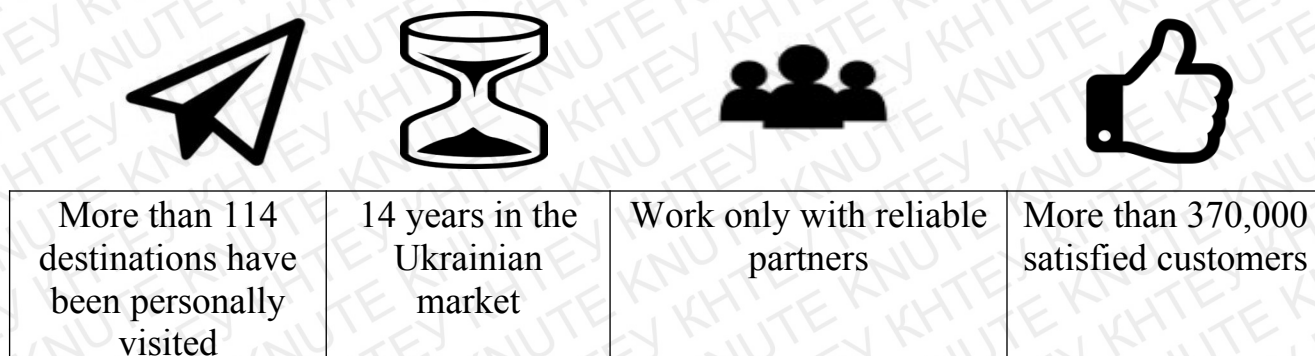 More than 114
destinations have
been personally
visited
14 years in the
Ukrainian
market
Work only with reliable
partners
More than 370,000
satisfied customers